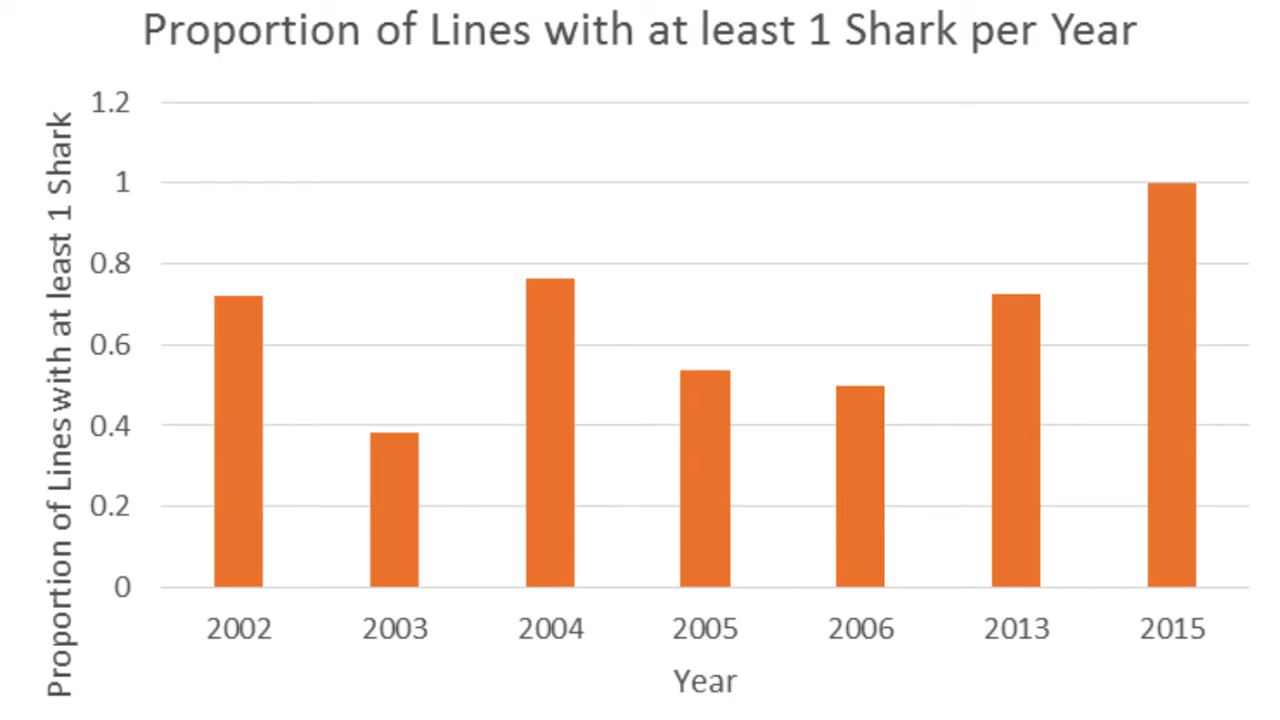 Proportion of Lines with at least 1 Shark per Year
Proportion of Lines with at least 1 Shark
1.2
1
0.8
0.6
0.4
0.2
0
2002 2003 2004 2005 2006 2013 2015
Year